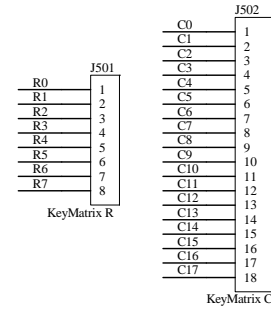 J501
R0 1
R1 2
R2 3
R3 4
R4 5
R5 6
R6 7
R7 8
KeyMatrix R
J502
C0 1
C1 2
C2 3
C3 4
C4 5
C5 6
C6 7
C7 8
C8 9
C9 10
C10 11
C11 12
C12 13
C13 14
C14 15
C15 16
C16 17
C17 18
KeyMatrix C